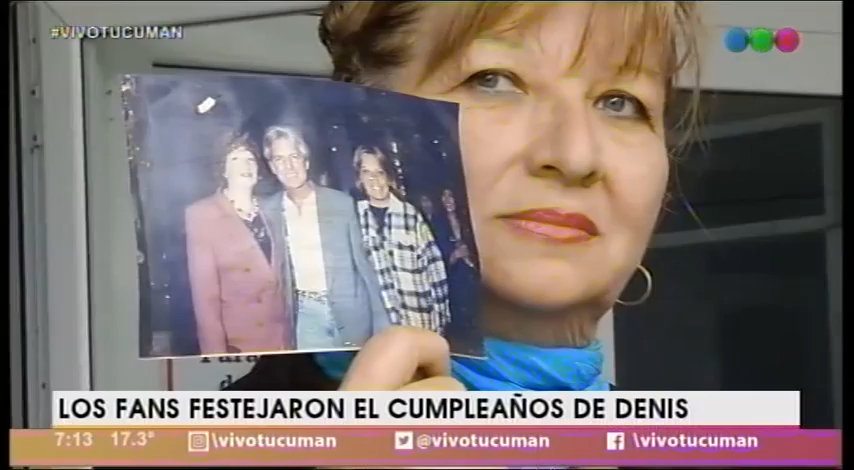 #VIVOTUCUMAN
LOS FANS FESTEJARON EL CUMPLEAÑOS DE DENIS
7:13 17.3° \vivotucuman @vivotucuman \vivotucuman